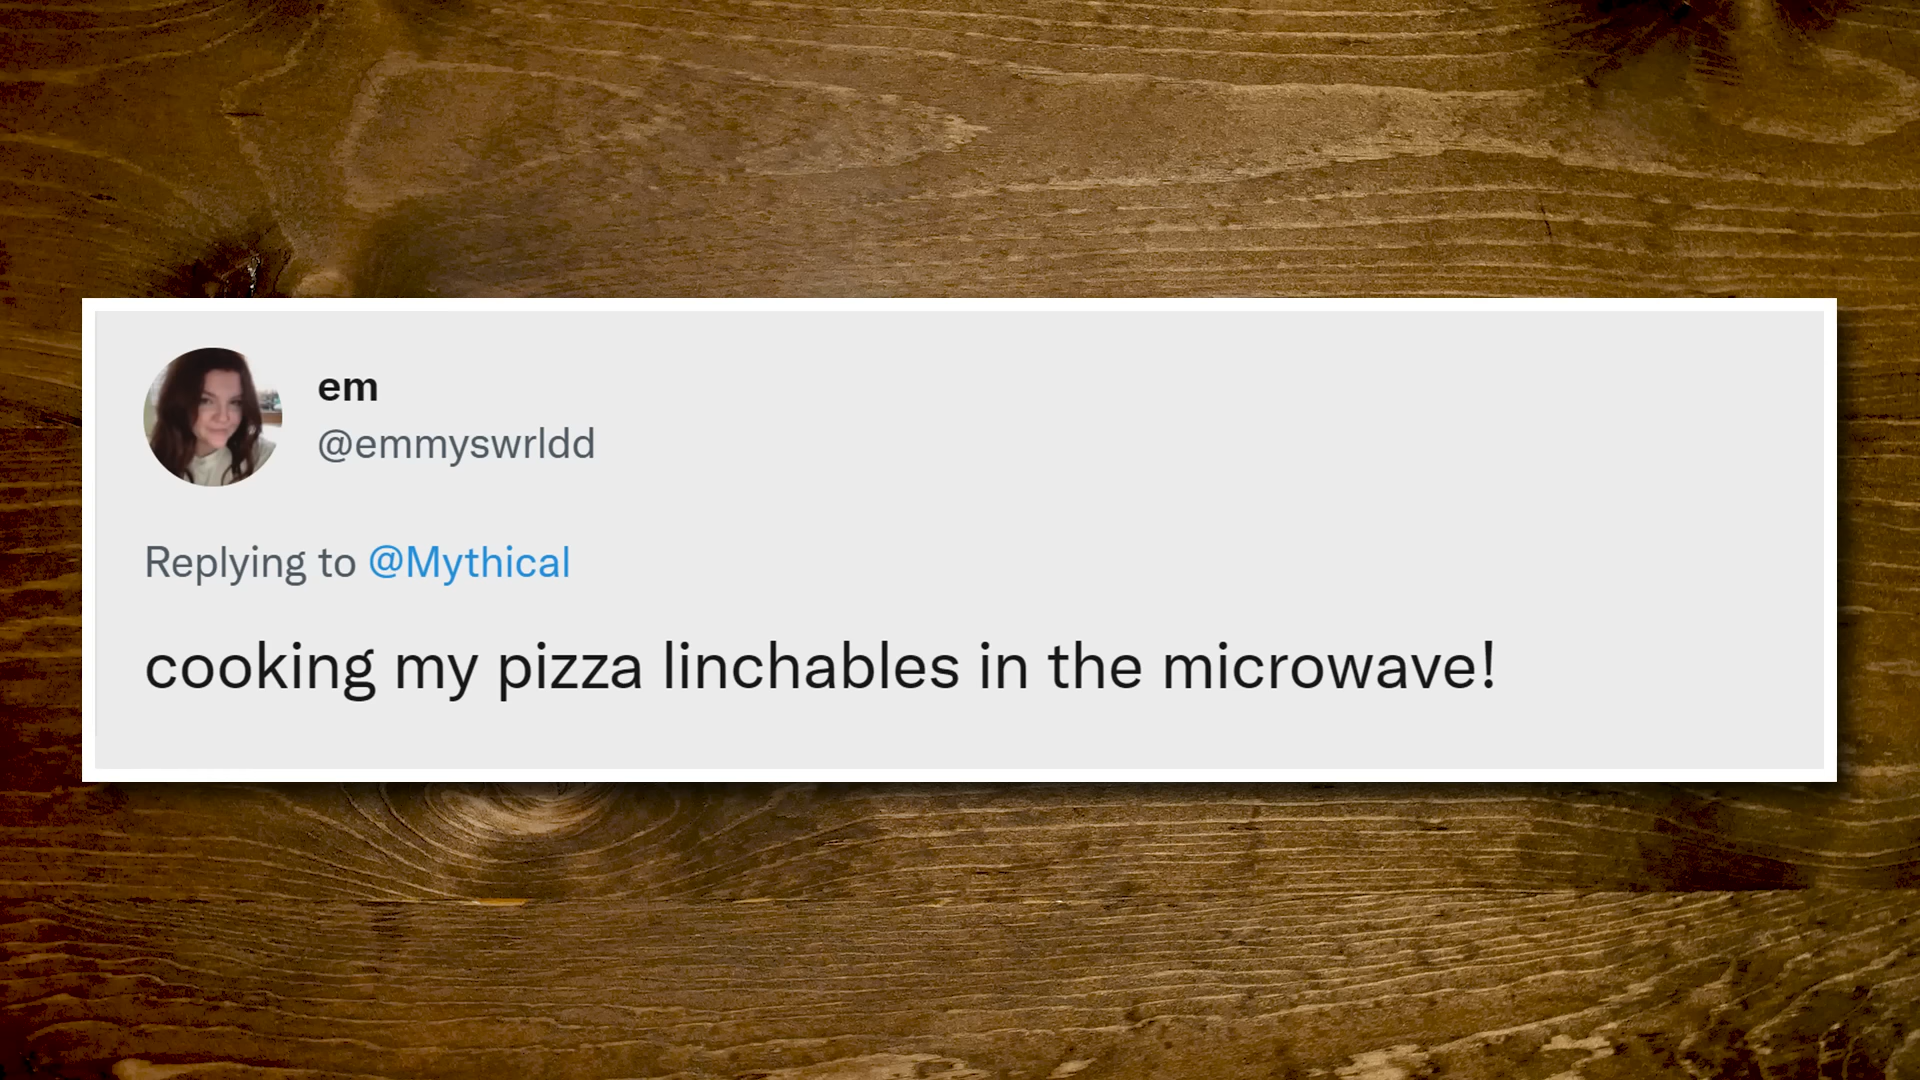 em
@emmyswrldd
Replying to @Mythical
cooking my pizza linchables in the microwave!